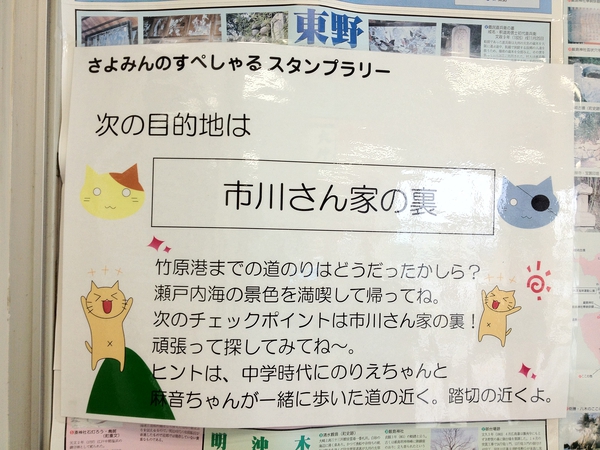 東野
さよみんのすぺしゃる スタンプラリー
次の目的地は
市川さん家の裏
竹原港までの道のりはどうだったかしら？
瀬戸内海の景色を満喫して帰ってね。
次のチェックポイントは市川さん家の裏！
頑張って探してみてね〜。
ヒントは、中学時代にのりえちゃんと
麻音ちゃんが一緒に歩いた道の近く。踏切の近くよ。
明 沖 木